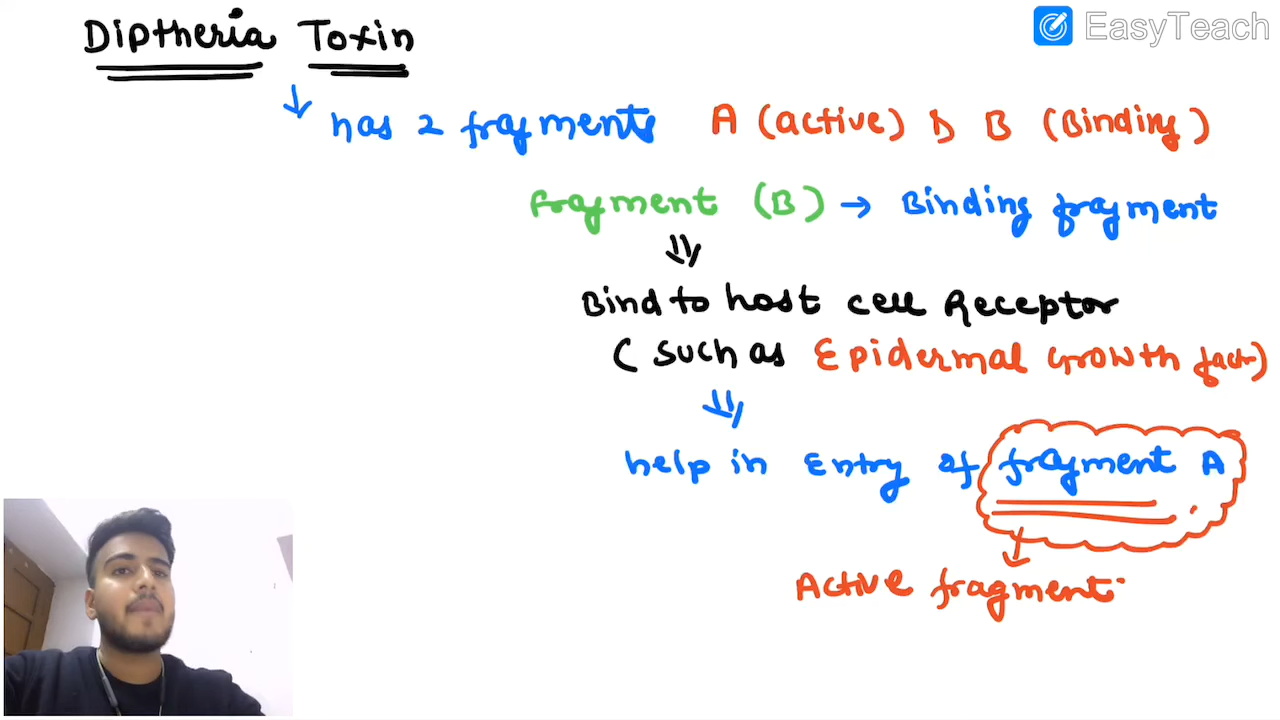 Diptheria Toxin
EasyTeach
↓ has 2 fragments A (active) & B (Binding)
fragment (B) → Binding fragment
Bind to host cell Receptor
(such as Epidermal Growth factor)
help in Entry of fragment A
Active fragment